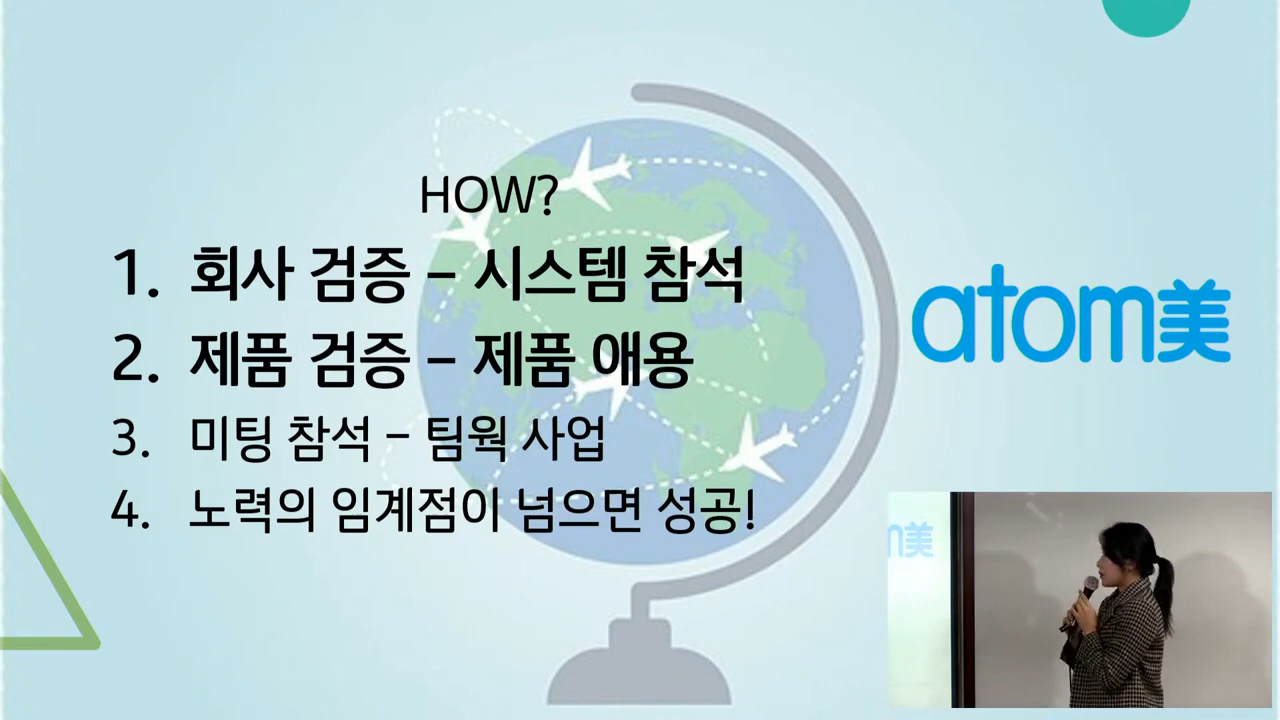 HOW?
1. 회사 검증 – 시스템 참석
2. 제품 검증 – 제품 애용
3. 미팅 참석 – 팀웍 사업
4. 노력의 임계점이 넘으면 성공!
atom美
美